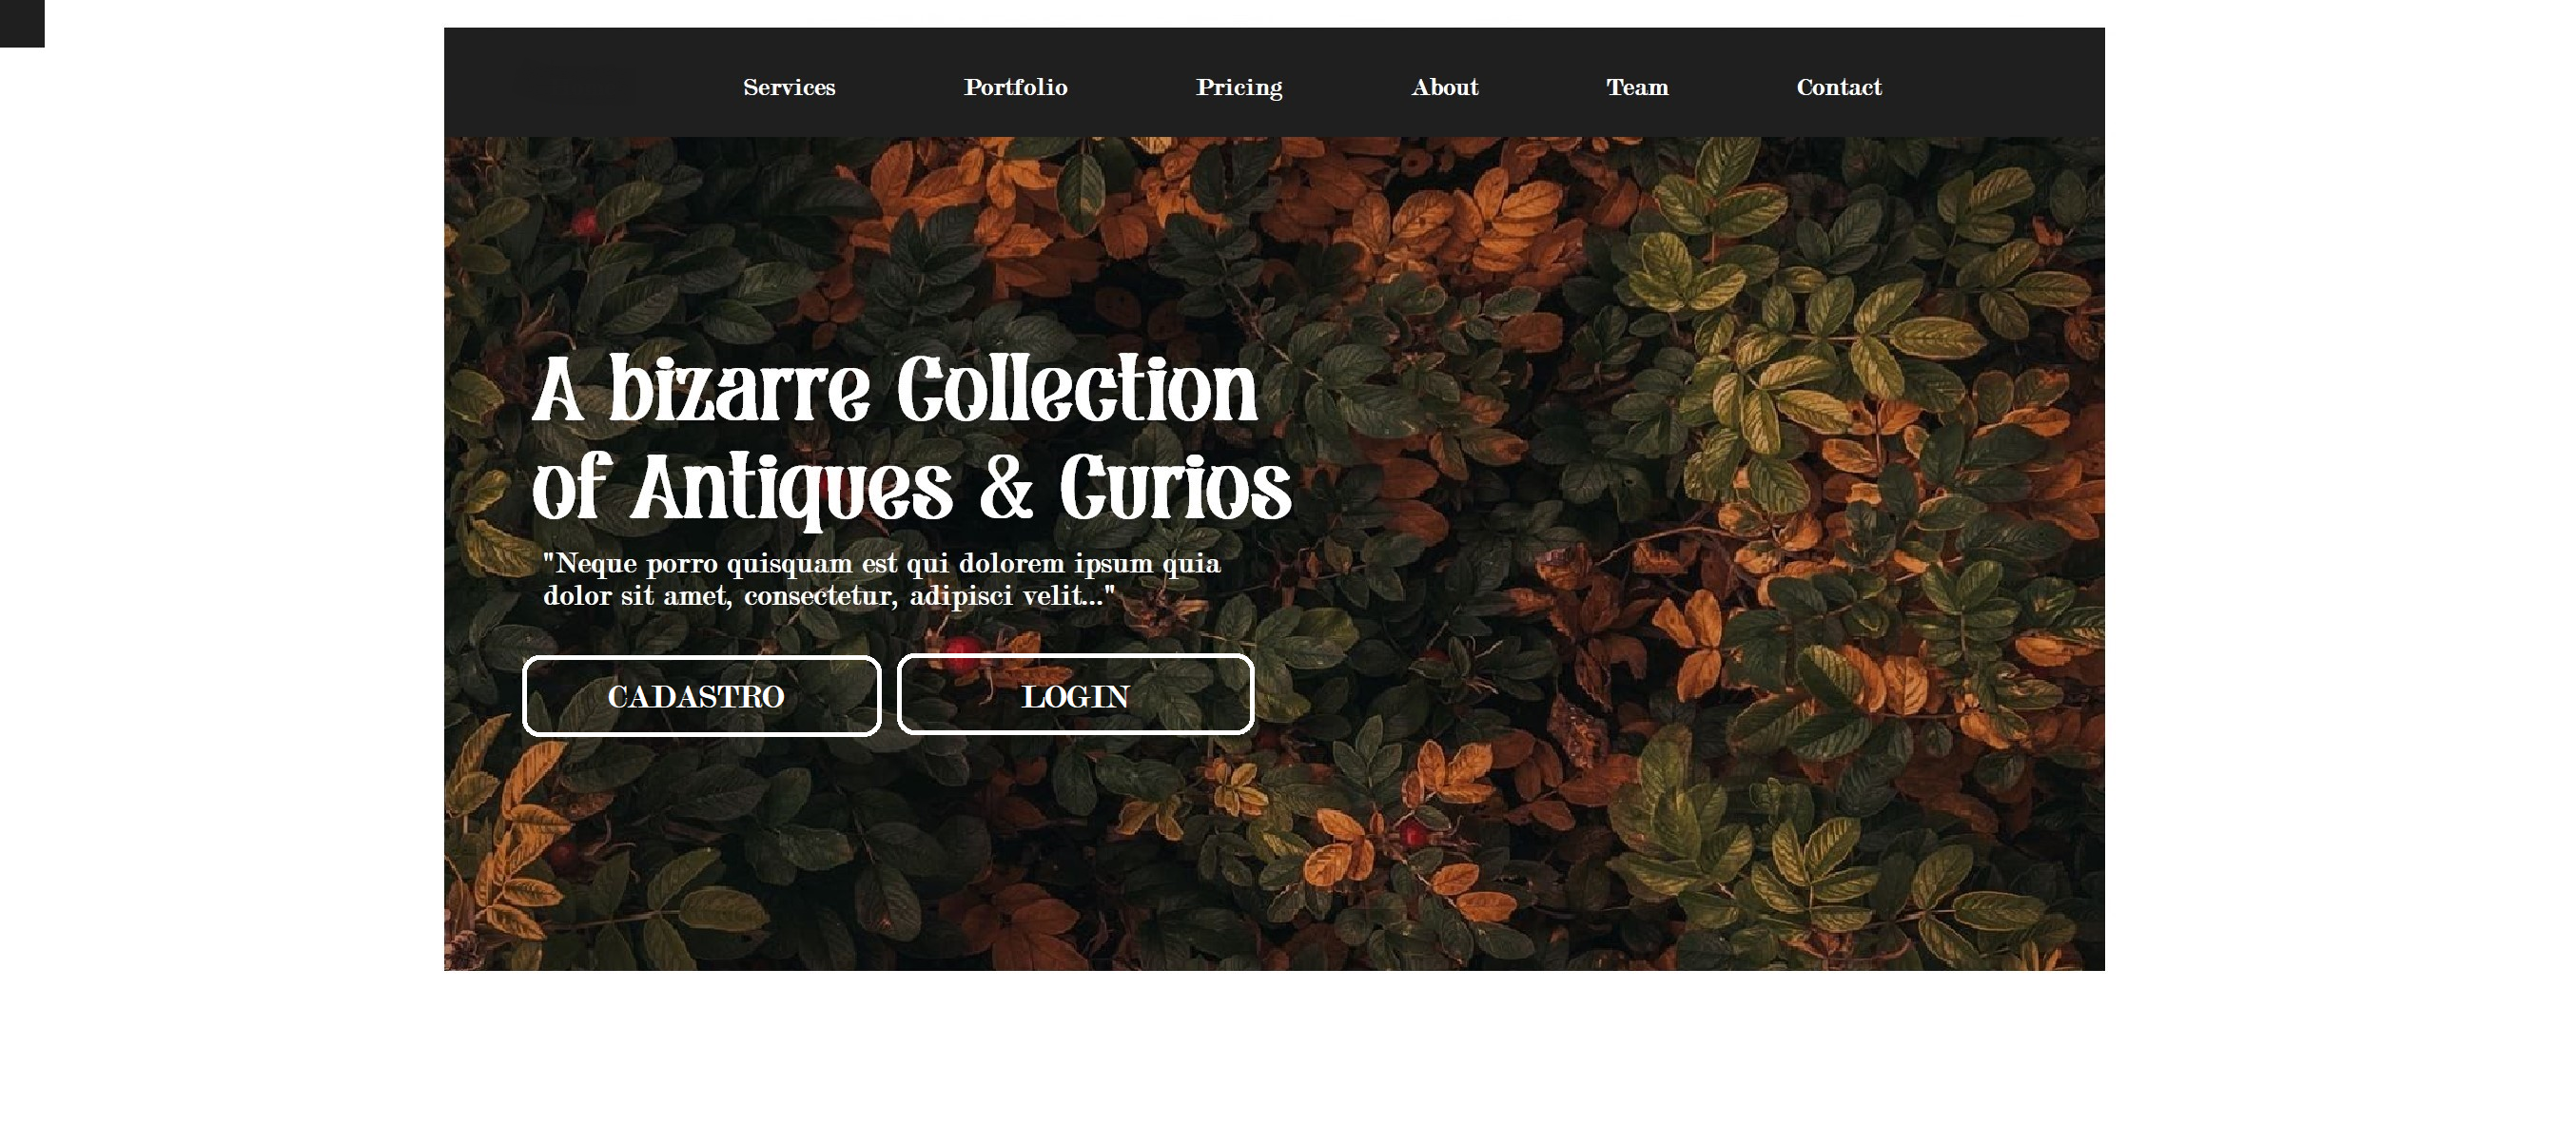 Services Portfolio Pricing About Team Contact
A bizarre Collection
of Antiques & Curios
"Neque porro quisquam est qui dolorem ipsum quia
dolor sit amet, consectetur, adipisci velit..."
CADASTRO LOGIN